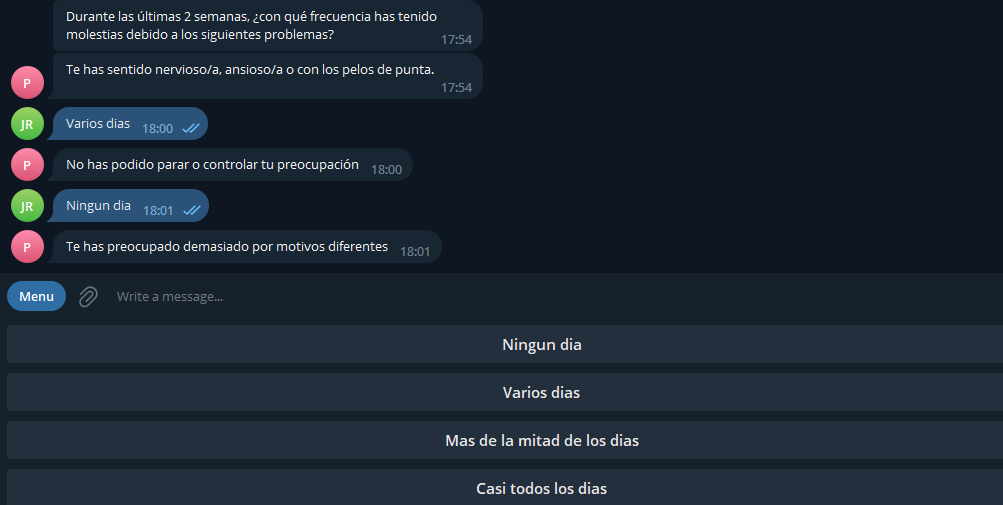 Durante las últimas 2 semanas, ¿con qué frecuencia has tenido
molestias debido a los siguientes problemas?
17:54
Te has sentido nervioso/a, ansioso/a o con los pelos de punta.
17:54
P
JR
Varios dias 18:00
P
No has podido parar o controlar tu preocupación 18:00
JR
Ningun dia 18:01
P
Te has preocupado demasiado por motivos diferentes 18:01
Menu
Write a message...
Ningun dia
Varios dias
Mas de la mitad de los dias
Casi todos los dias